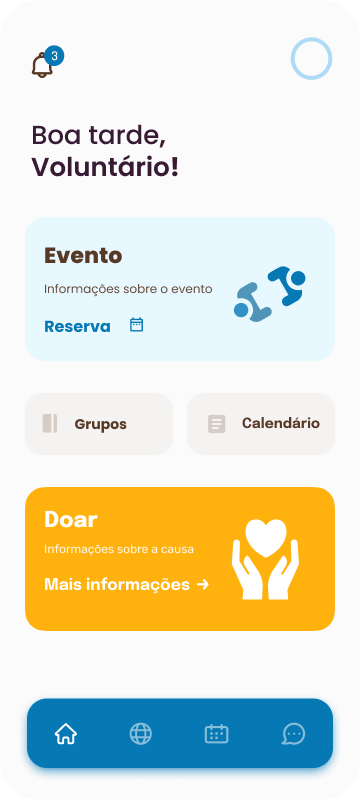 3
Boa tarde,
Voluntário!
Evento
Informações sobre o evento
Reserva
Grupos
Calendário
Doar
Informações sobre a causa
Mais informações →